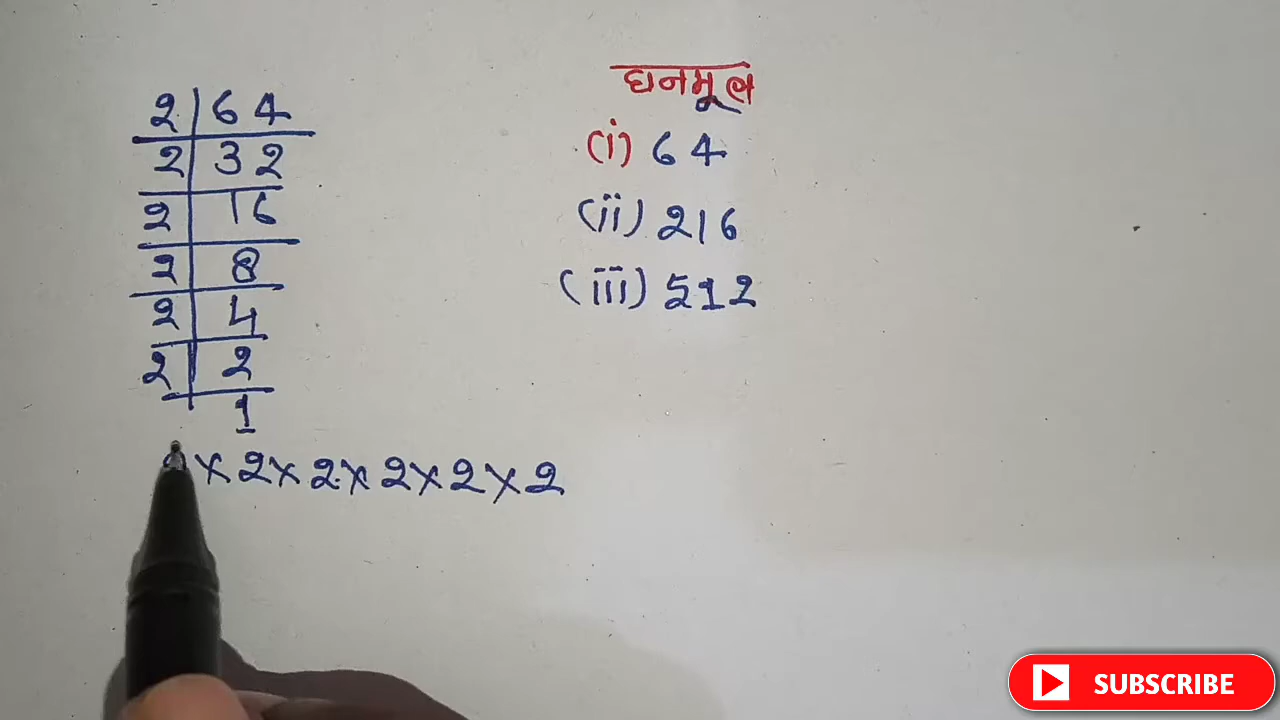 2 | 64
2 | 32
2 | 16
2 | 8
2 | 4
2 | 2
1
2 × 2 × 2 × 2 × 2 × 2
घनमूल
(i) 64
(ii) 216
(iii) 512
SUBSCRIBE